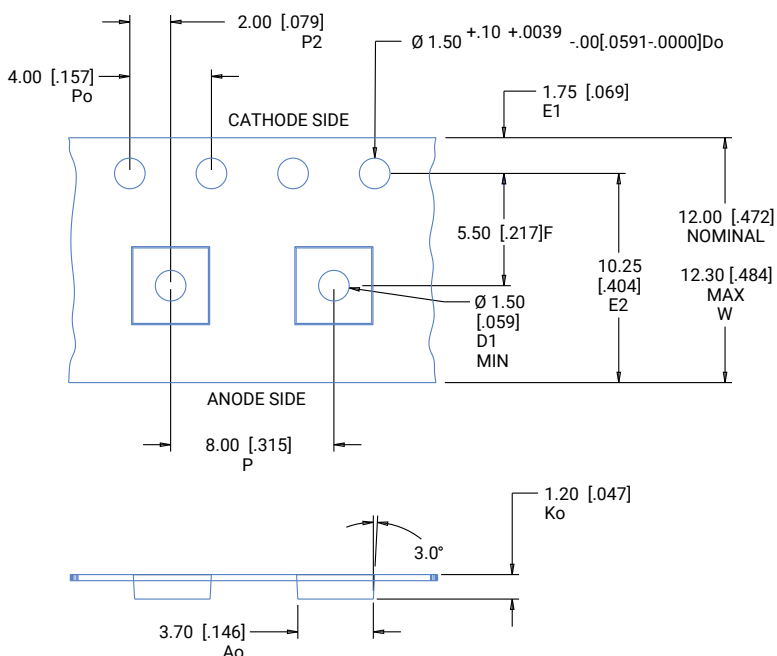 2.00 [.079]
P2
Ø 1.50 +.10 +.0039 -.00[.0591-.0000]Do
4.00 [.157]
Po
1.75 [.069]
E1
CATHODE SIDE
5.50 [.217]F
12.00 [.472]
NOMINAL
12.30 [.484]
MAX
W
10.25
[.404]
E2
Ø 1.50
[.059]
D1
MIN
ANODE SIDE
8.00 [.315]
P
1.20 [.047]
Ko
3.0°
3.70 [.146]
Ao